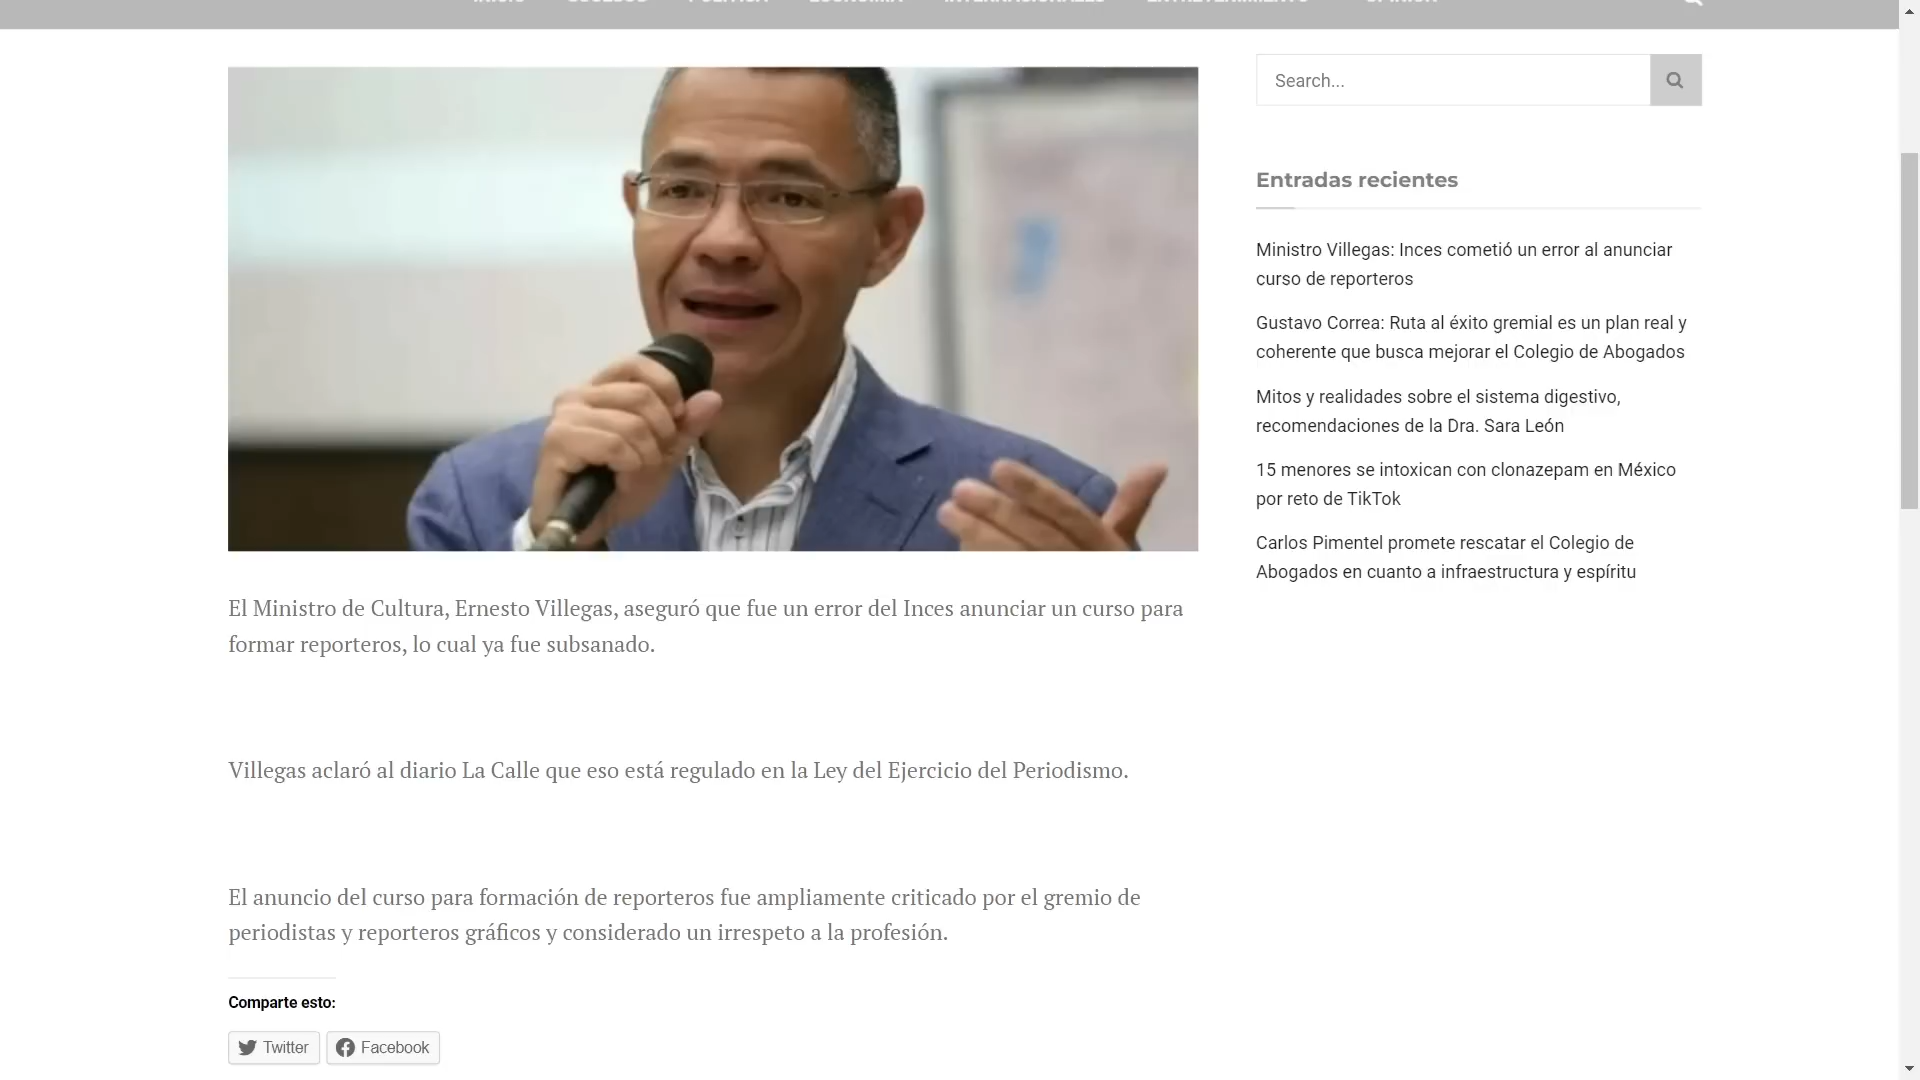 INICIO SUCESOS POLÍTICA ECONOMÍA INTERNACIONALES ENTRETENIMIENTO OPINIÓN
Search...
Entradas recientes
Ministro Villegas: Inces cometió un error al anunciar
curso de reporteros
Gustavo Correa: Ruta al éxito gremial es un plan real y
coherente que busca mejorar el Colegio de Abogados
Mitos y realidades sobre el sistema digestivo,
recomendaciones de la Dra. Sara León
15 menores se intoxican con clonazepam en México
por reto de TikTok
Carlos Pimentel promete rescatar el Colegio de
Abogados en cuanto a infraestructura y espíritu
El Ministro de Cultura, Ernesto Villegas, aseguró que fue un error del Inces anunciar un curso para
formar reporteros, lo cual ya fue subsanado.
Villegas aclaró al diario La Calle que eso está regulado en la Ley del Ejercicio del Periodismo.
El anuncio del curso para formación de reporteros fue ampliamente criticado por el gremio de
periodistas y reporteros gráficos y considerado un irrespeto a la profesión.
Comparte esto:
Twitter Facebook